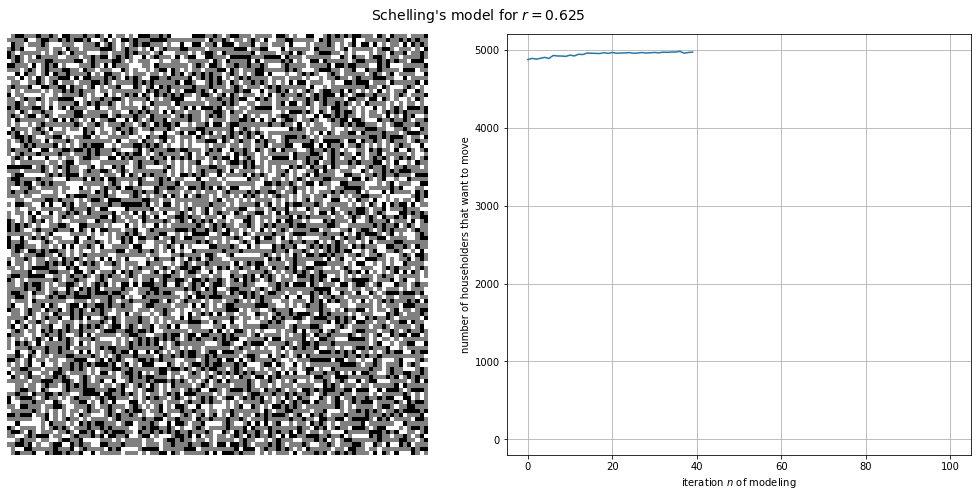 Schelling's model for r = 0.625
number of householders that want to move
5000
4000
3000
2000
1000
0
0 20 40 60 80 100
iteration n of modeling